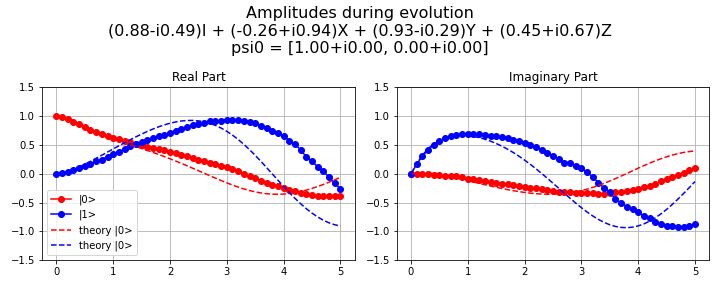 Amplitudes during evolution
(0.88-i0.49)I + (-0.26+i0.94)X + (0.93-i0.29)Y + (0.45+i0.67)Z
psi0 = [1.00+i0.00, 0.00+i0.00]
Real Part
1.5
1.0
0.5
0.0
−0.5
−1.0
−1.5
|0>
|1>
theory |0>
theory |0>
0 1 2 3 4 5
Imaginary Part
1.5
1.0
0.5
0.0
−0.5
−1.0
−1.5
0 1 2 3 4 5